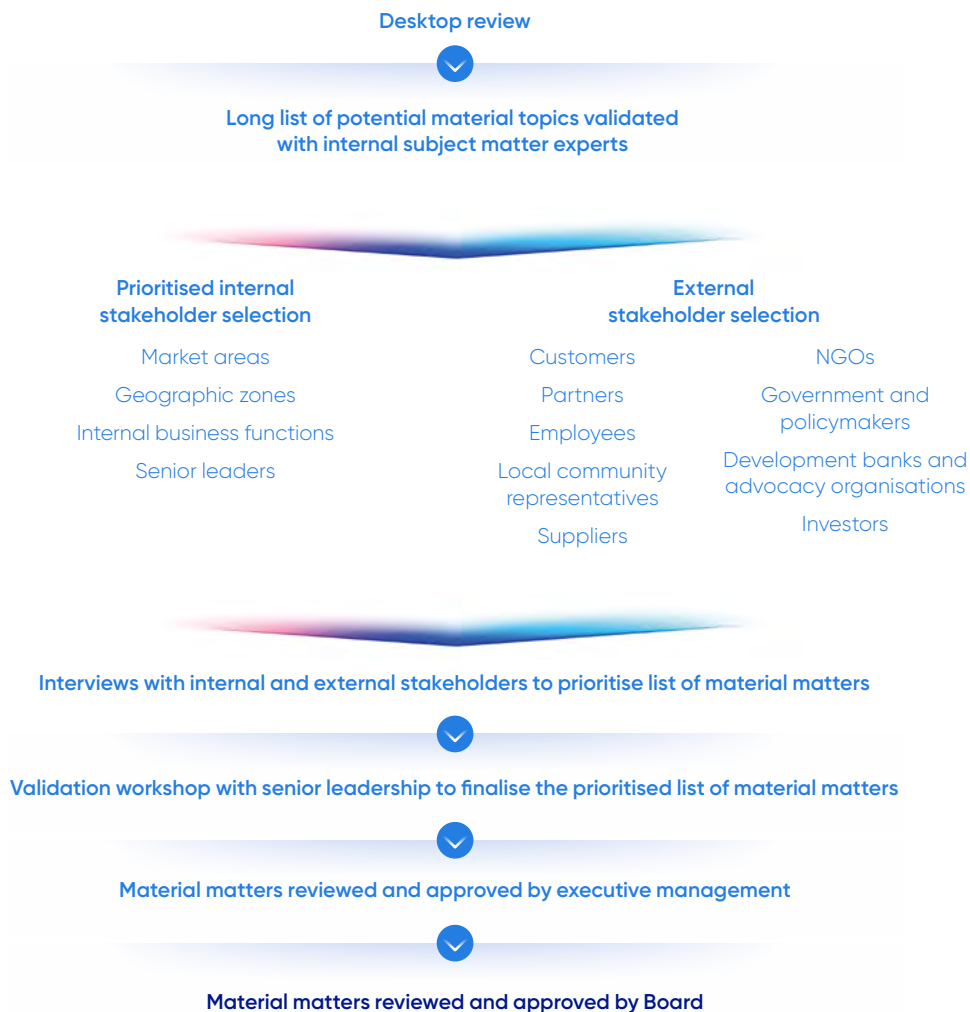 Desktop review
Long list of potential material topics validated
with internal subject matter experts
Prioritised internal
stakeholder selection
Market areas
Geographic zones
Internal business functions
Senior leaders
External
stakeholder selection
Customers
Partners
Employees
Local community
representatives
Suppliers
NGOs
Government and
policymakers
Development banks and
advocacy organisations
Investors
Interviews with internal and external stakeholders to prioritise list of material matters
Validation workshop with senior leadership to finalise the prioritised list of material matters
Material matters reviewed and approved by executive management
Material matters reviewed and approved by Board